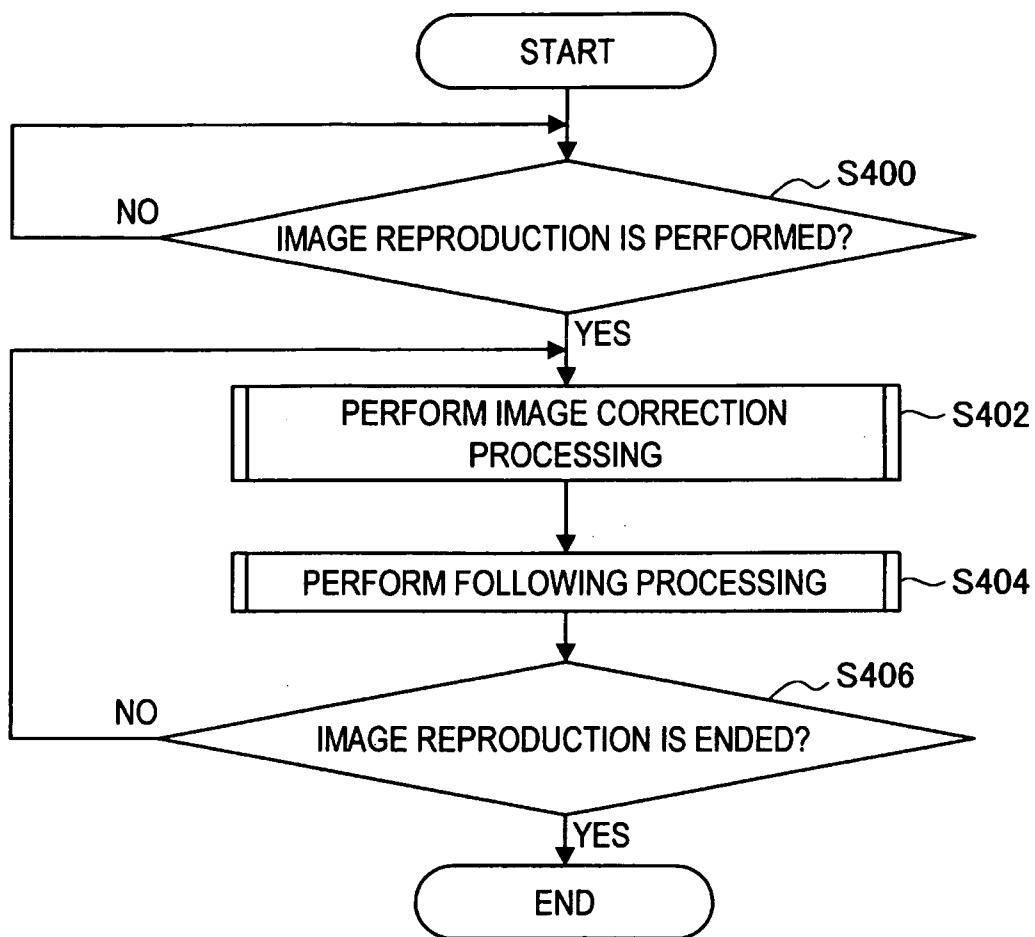 START
S400
NO
IMAGE REPRODUCTION IS PERFORMED?
YES
PERFORM IMAGE CORRECTION
PROCESSING
S402
PERFORM FOLLOWING PROCESSING
S404
S406
NO
IMAGE REPRODUCTION IS ENDED?
YES
END